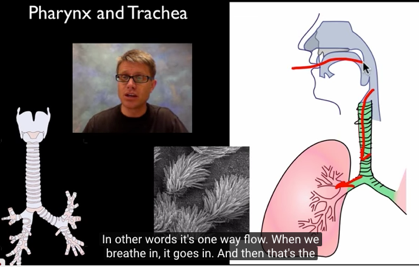 Pharynx and Trachea
In other words it's one way flow. When we
breathe in, it goes in. And then that's the